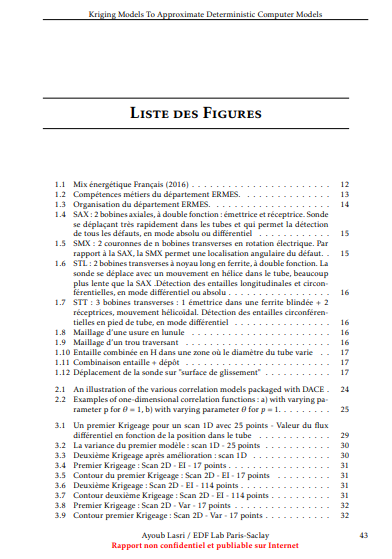 Kriging Models To Approximate Deterministic Computer Models
Liste des Figures
1.1 Mix énergétique Français (2016) . . . . . . . . . . . . . . . . . . . . . . . 12
1.2 Compétences métiers du département ERMES. . . . . . . . . . . . . . . . 13
1.3 Organisation du département ERMES. . . . . . . . . . . . . . . . . . . . 14
1.4 SAX : 2 bobines axiales, à double fonction : émettrice et réceptrice. Sonde
se déplaçant très rapidement dans les tubes et qui permet la détection
de tous les défauts, en mode absolu ou différentiel . . . . . . . . . . . . . 15
1.5 SMX : 2 couronnes de n bobines transverses en rotation électrique. Par
rapport à la SAX, la SMX permet une localisation angulaire du défaut. . 15
1.6 STL : 2 bobines transverses à noyau long en ferrite, à double fonction. La
sonde se déplace avec un mouvement en hélice dans le tube, beaucoup
plus lente que la SAX .Détection des entailles longitudinales et circon-
férentielles, en mode différentiel ou absolu . . . . . . . . . . . . . . . . . 16
1.7 STT : 3 bobines transverses : 1 émettrice dans une ferrite blindée + 2
réceptrices, mouvement hélicoïdal. Détection des entailles circonféren-
tielles en pied de tube, en mode différentiel . . . . . . . . . . . . . . . . 16
1.8 Maillage d'une usure en lunule . . . . . . . . . . . . . . . . . . . . . . . 16
1.9 Maillage d'un trou traversant . . . . . . . . . . . . . . . . . . . . . . . . 16
1.10 Entaille combinée en H dans une zone où le diamètre du tube varie . . 17
1.11 Combinaison entaille + dépôt . . . . . . . . . . . . . . . . . . . . . . . . 17
1.12 Déplacement de la sonde sur "surface de glissement" . . . . . . . . . . . 17
2.1 An illustration of the various correlation models packaged with DACE . 24
2.2 Examples of one-dimensional correlation functions : a) with varying pa-
rameter p for θ = 1, b) with varying parameter θ for p = 1. . . . . . . . . 25
3.1 Un premier Krigeage pour un scan 1D avec 25 points - Valeur du flux
différentiel en fonction de la position dans le tube . . . . . . . . . . . . . 29
3.2 La variance du premier modèle : scan 1D - 25 points . . . . . . . . . . . 30
3.3 Deuxième Krigeage après amélioration : scan 1D . . . . . . . . . . . . . 30
3.4 Premier Krigeage : Scan 2D - EI - 17 points . . . . . . . . . . . . . . . . 31
3.5 Contour du premier Krigeage : Scan 2D - EI - 17 points . . . . . . . . . 31
3.6 Deuxième Krigeage : Scan 2D - EI - 114 points . . . . . . . . . . . . . . 31
3.7 Contour deuxième Krigeage : Scan 2D - EI - 114 points . . . . . . . . . . 31
3.8 Premier Krigeage : Scan 2D - Var - 17 points . . . . . . . . . . . . . . . 32
3.9 Contour premier Krigeage : Scan 2D - Var - 17 points . . . . . . . . . . . 32
Ayoub Lasri / EDF Lab Paris-Saclay 43
Rapport non confidentiel et publiable sur Internet